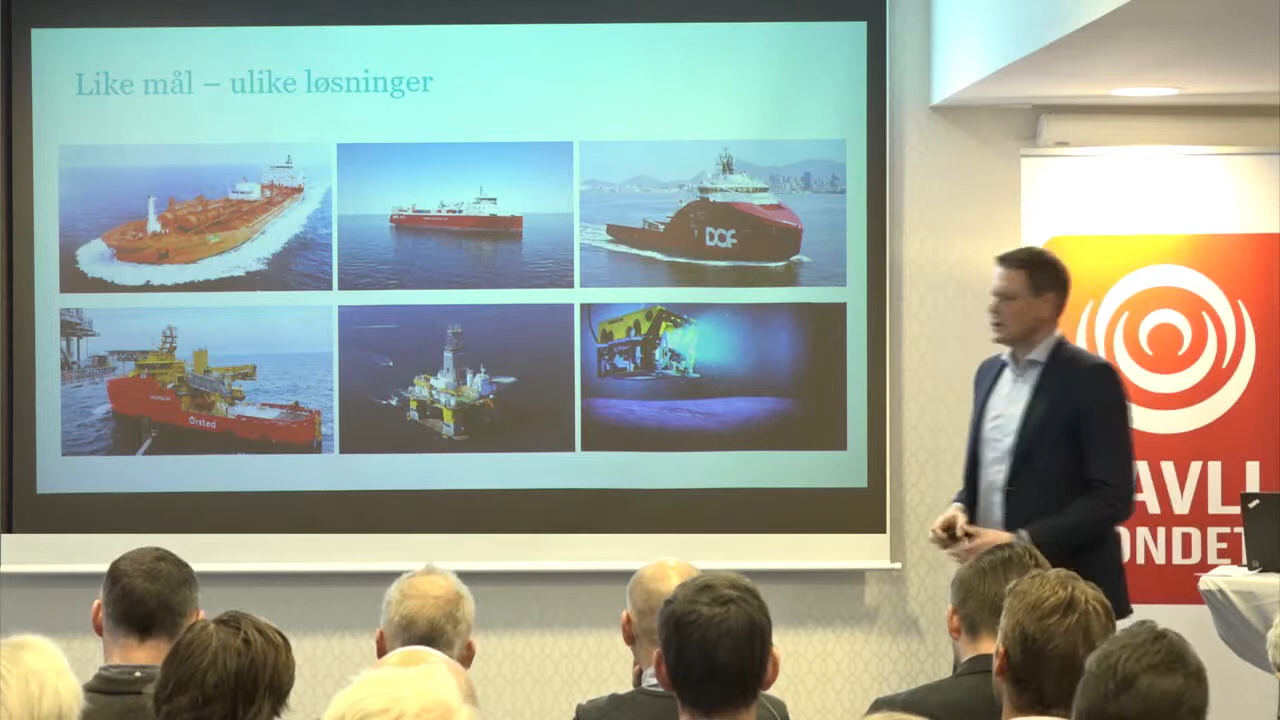 Like mål – ulike løsninger
DOF
Ørsted
AVLI
ONDET